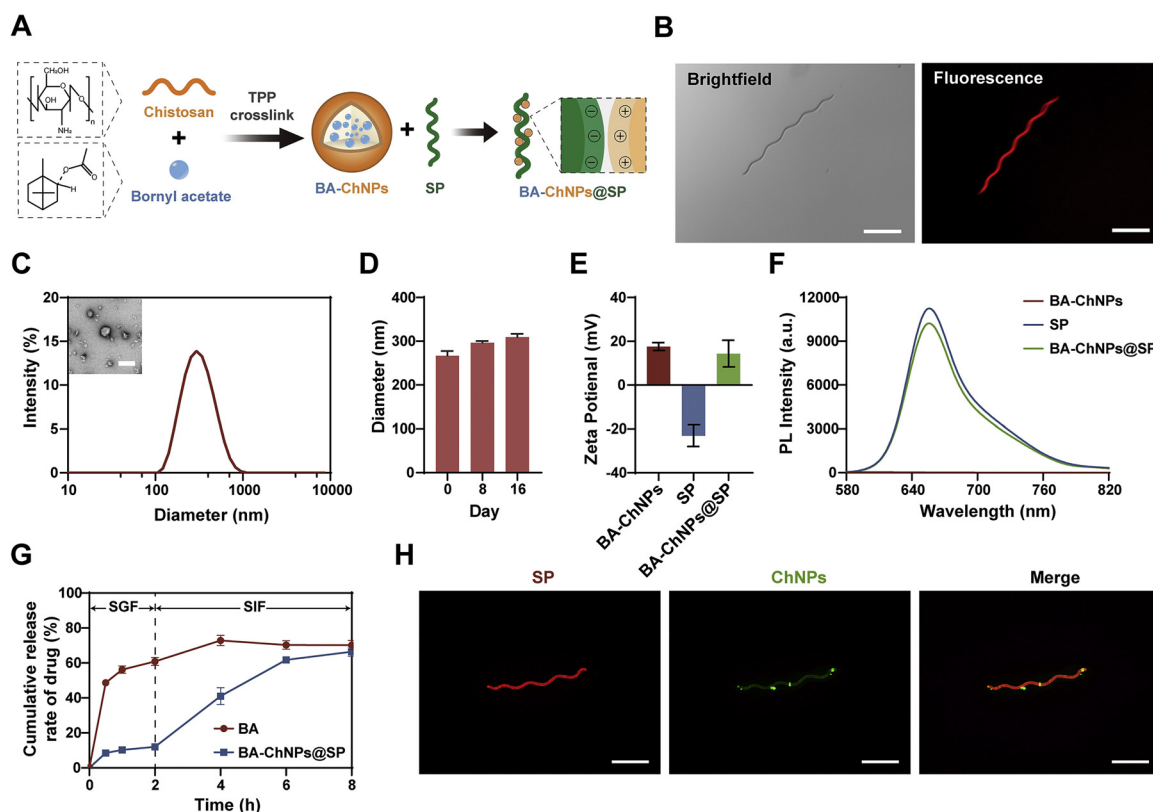 A
CH₂OH
O
OH
O
n
NH₂
O
O
H
Chistosan
+
Bornyl acetate
TPP
crosslink
BA-ChNPs
+
SP
BA-ChNPs@SP
B
Brightfield
Fluorescence
C
Intensity (%)
20
15
10
5
0
10 100 1000 10000
Diameter (nm)
D
Diameter (nm)
400
300
200
100
0
0 8 16
Day
E
Zeta Potienal (mV)
40
20
0
-20
-40
BA-ChNPs
SP
BA-ChNPs@SP
F
PL Intensity (a.u.)
12000
9000
6000
3000
0
580 640 700 760 820
Wavelength (nm)
BA-ChNPs
SP
BA-ChNPs@SP
G
Cumulative release
rate of drug (%)
100
80
60
40
20
0
SGF SIF
BA
BA-ChNPs@SP
0 2 4 6 8
Time (h)
H
SP
ChNPs
Merge